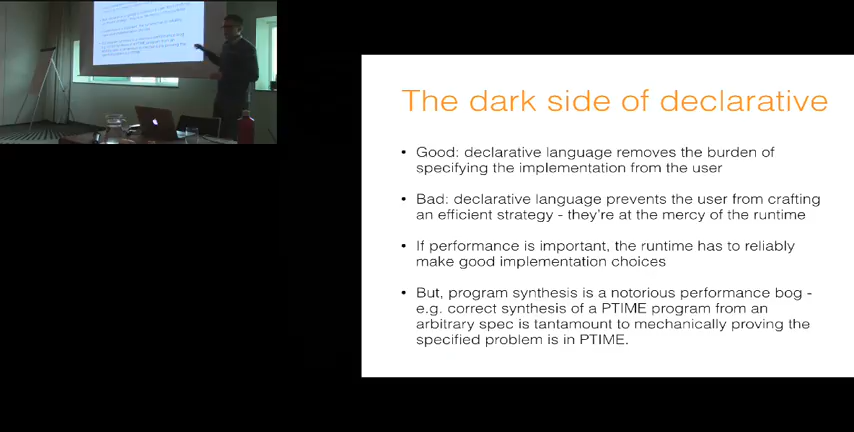 The dark side of declarative
• Good: declarative language removes the burden of
specifying the implementation from the user
• Bad: declarative language prevents the user from crafting
an efficient strategy - they're at the mercy of the runtime
• If performance is important, the runtime has to reliably
make good implementation choices
• But, program synthesis is a notorious performance bog -
e.g. correct synthesis of a PTIME program from an
arbitrary spec is tantamount to mechanically proving the
specified problem is in PTIME.